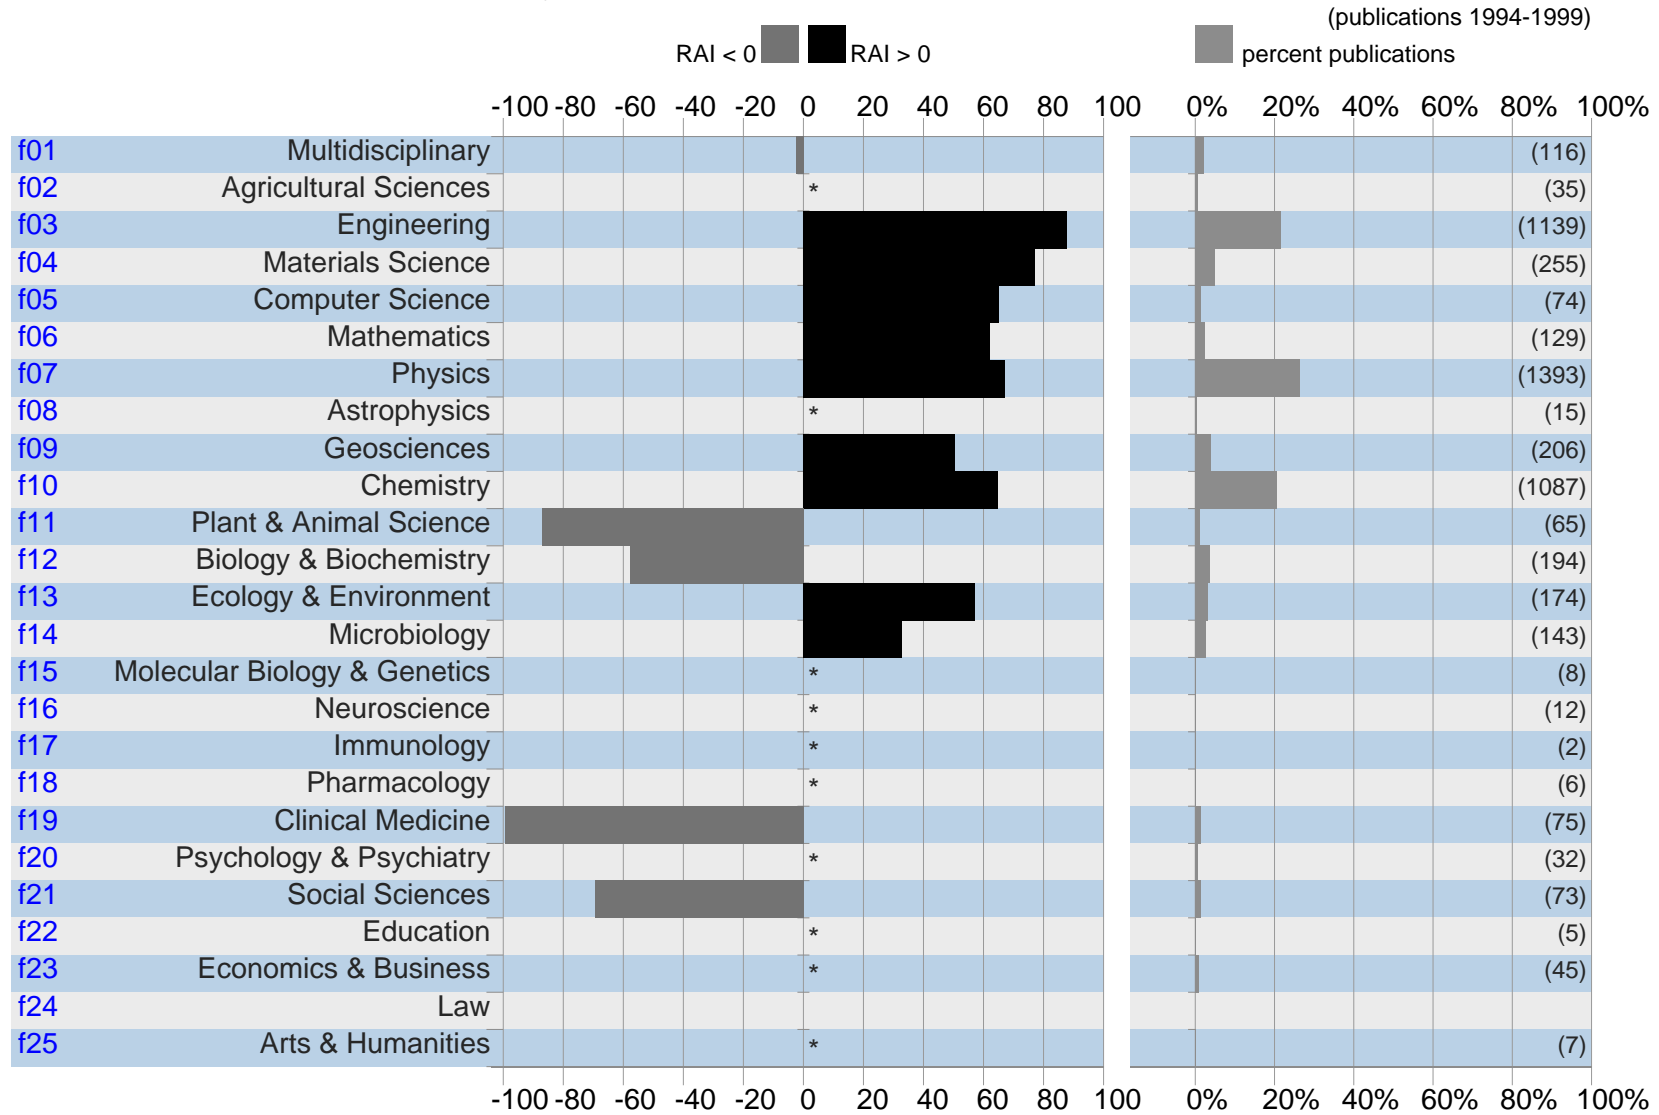 (publications 1994-1999)
RAI < 0 RAI > 0 percent publications
-100 -80 -60 -40 -20 0 20 40 60 80 100 0% 20% 40% 60% 80% 100%
f01 Multidisciplinary (116)
f02 Agricultural Sciences * (35)
f03 Engineering (1139)
f04 Materials Science (255)
f05 Computer Science (74)
f06 Mathematics (129)
f07 Physics (1393)
f08 Astrophysics * (15)
f09 Geosciences (206)
f10 Chemistry (1087)
f11 Plant & Animal Science (65)
f12 Biology & Biochemistry (194)
f13 Ecology & Environment (174)
f14 Microbiology (143)
f15 Molecular Biology & Genetics * (8)
f16 Neuroscience * (12)
f17 Immunology * (2)
f18 Pharmacology * (6)
f19 Clinical Medicine (75)
f20 Psychology & Psychiatry * (32)
f21 Social Sciences (73)
f22 Education * (5)
f23 Economics & Business * (45)
f24 Law
f25 Arts & Humanities * (7)
-100 -80 -60 -40 -20 0 20 40 60 80 100 0% 20% 40% 60% 80% 100%